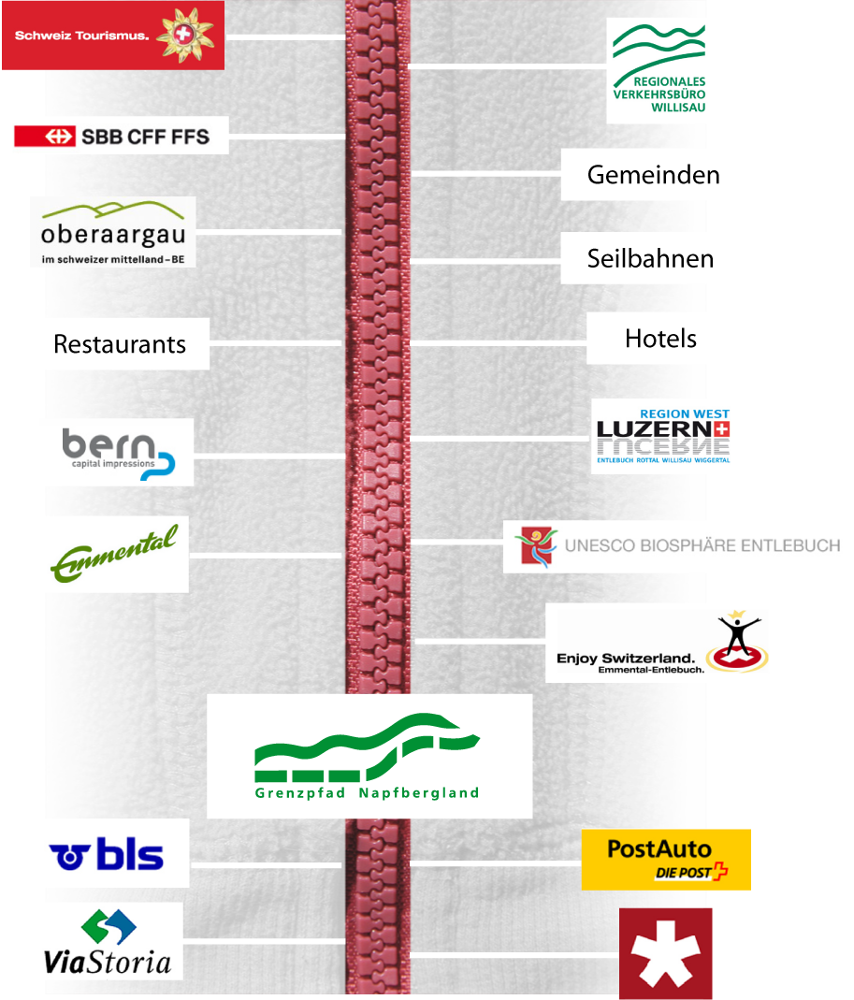 Schweiz Tourismus.
REGIONALES
VERKEHRSBÜRO
WILLISAU
SBB CFF FFS
Gemeinden
oberaargau
im schweizer mittelland–BE
Seilbahnen
Restaurants
Hotels
bern
capital impressions
REGION WEST
LUZERN
LUCERNE
ENTLEBUCH ROTTAL WILLISAU WIGGERTAL
Emmental
UNESCO BIOSPHÄRE ENTLEBUCH
Enjoy Switzerland.
Emmental-Entlebuch.
Grenzpfad Napfbergland
bls
PostAuto
DIE POST
ViaStoria